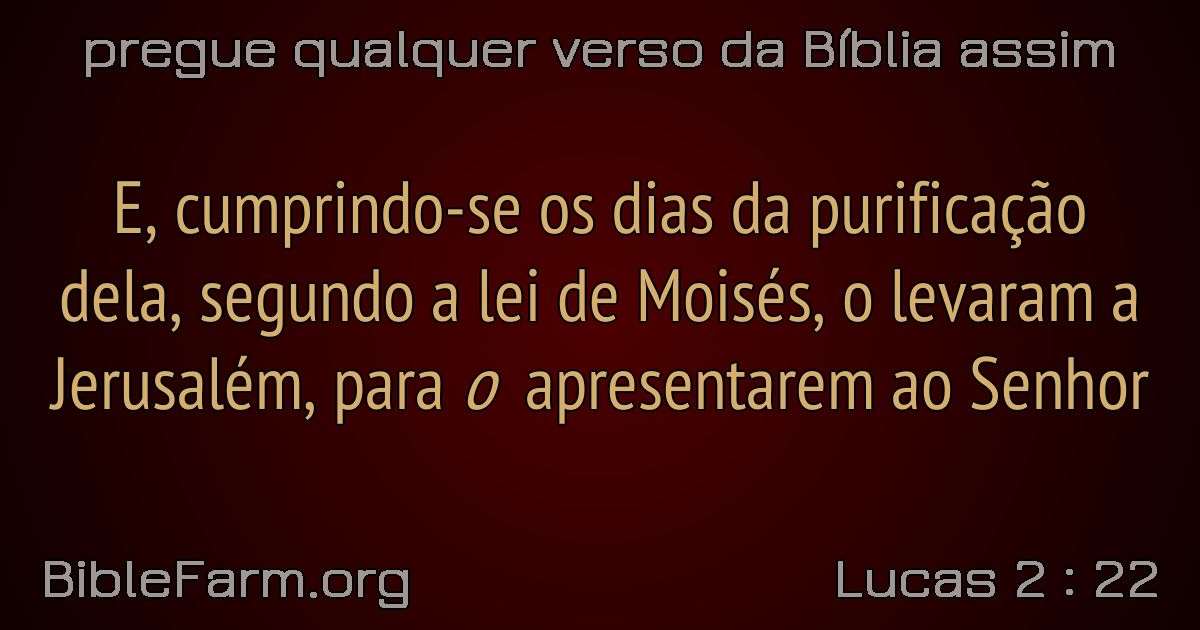 pregue qualquer verso da Bíblia assim
E, cumprindo-se os dias da purificação
dela, segundo a lei de Moisés, o levaram a
Jerusalém, para o apresentarem ao Senhor
BibleFarm.org
Lucas 2 : 22